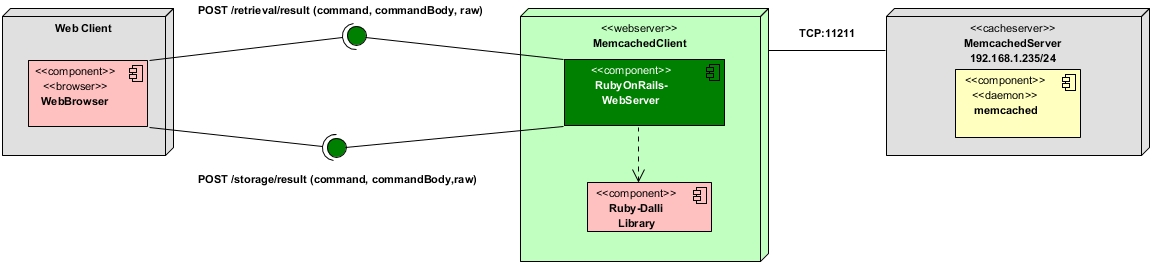 POST /retrieval/result (command, commandBody, raw)
Web Client
<<component>>
<<browser>>
WebBrowser
POST /storage/result (command, commandBody,raw)
<<webserver>>
MemcachedClient
<<component>>
RubyOnRails-
WebServer
<<component>>
Ruby-Dalli
Library
TCP:11211
<<cacheserver>>
MemcachedServer
192.168.1.235/24
<<component>>
<<daemon>>
memcached